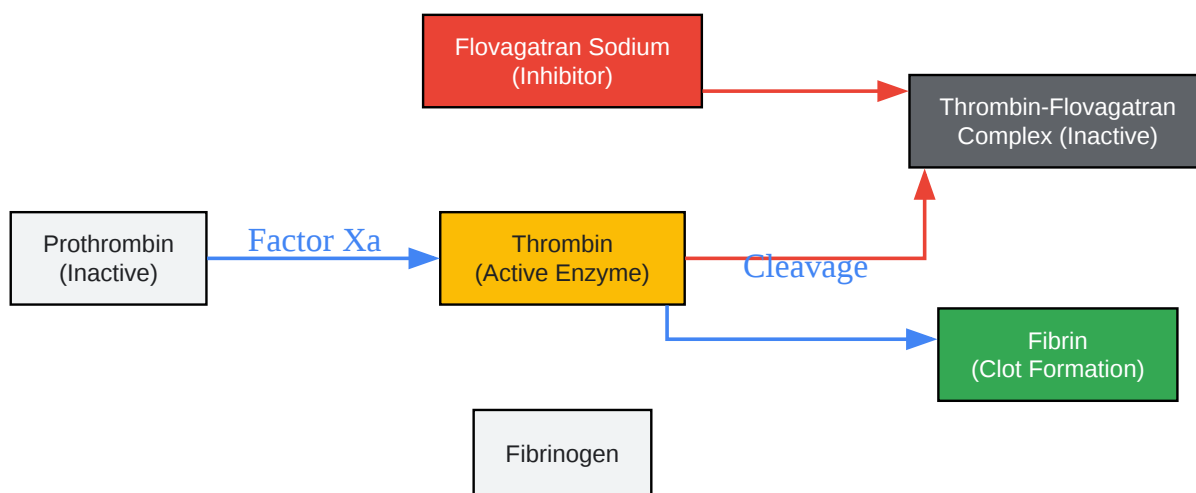 Flovagatran Sodium
(Inhibitor)
Thrombin-Flovagatran
Complex (Inactive)
Prothrombin
(Inactive)
Factor Xa
Thrombin
(Active Enzyme)
Cleavage
Fibrin
(Clot Formation)
Fibrinogen